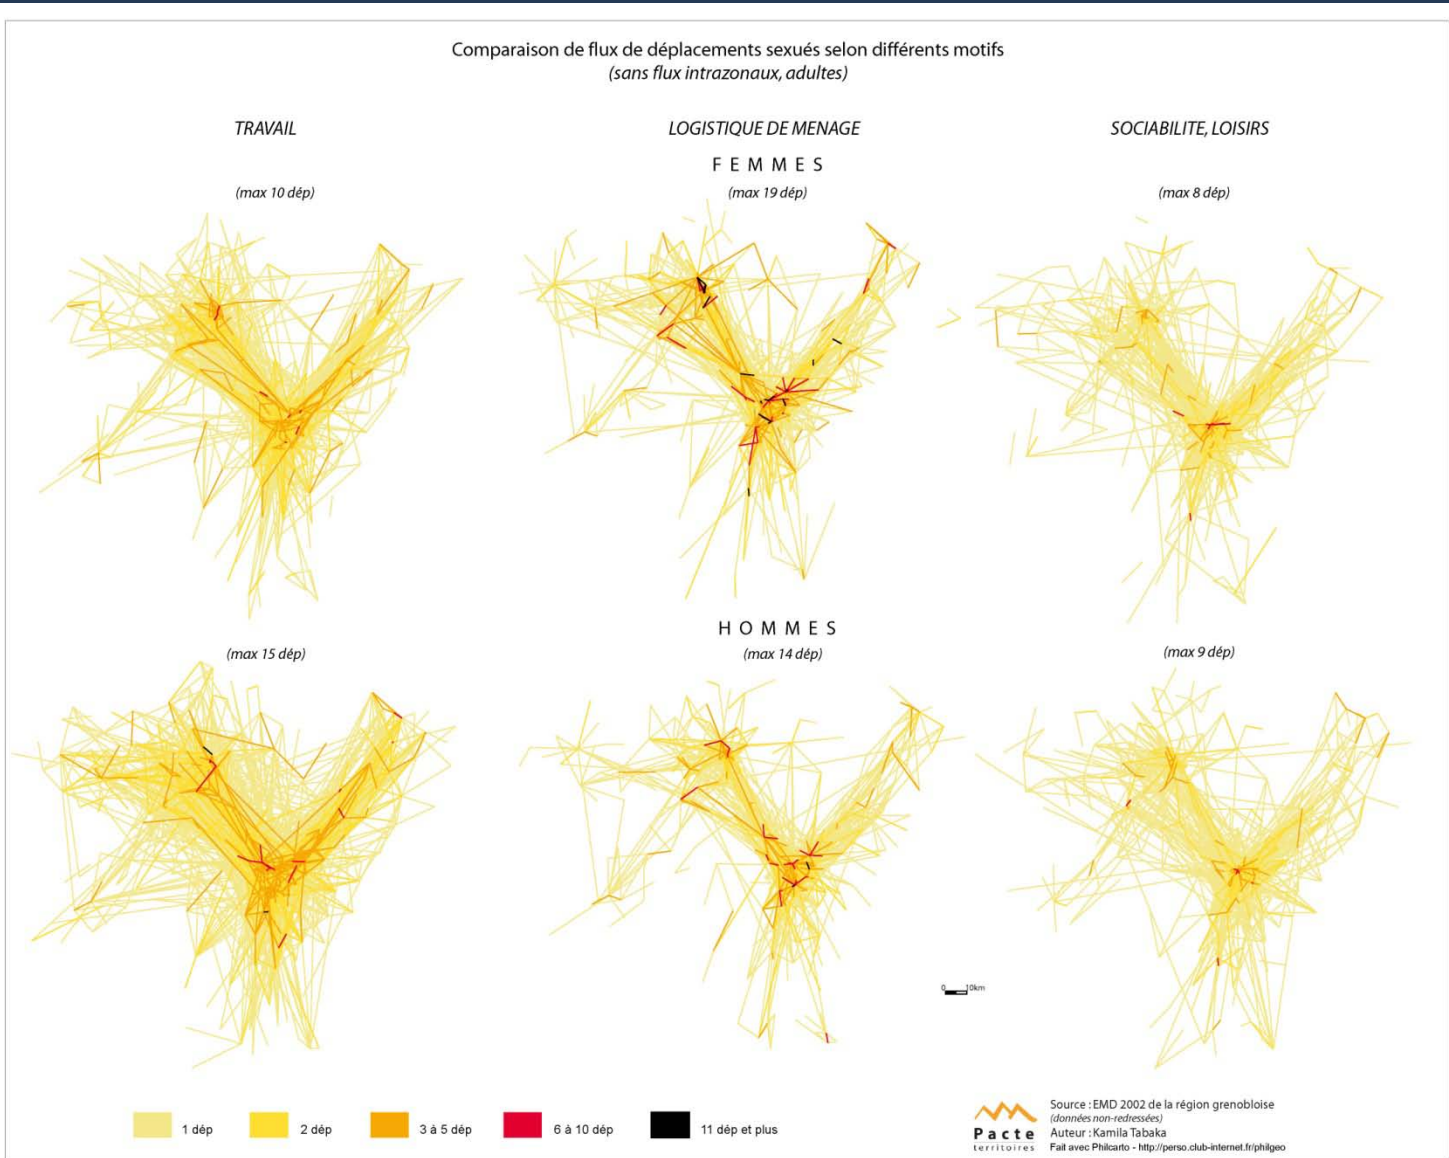 Comparaison de flux de déplacements sexués selon différents motifs
(sans flux intrazonaux, adultes)
TRAVAIL
LOGISTIQUE DE MENAGE
SOCIABILITE, LOISIRS
FEMMES
(max 10 dép)
(max 19 dép)
(max 8 dép)
HOMMES
(max 15 dép)
(max 14 dép)
(max 9 dép)
0 10km
1 dép
2 dép
3 à 5 dép
6 à 10 dép
11 dép et plus
Pacte
territoires
Source : EMD 2002 de la région grenobloise
(données non-redressées)
Auteur : Kamila Tabaka
Fait avec Philcarto - http://perso.club-internet.fr/philgeo